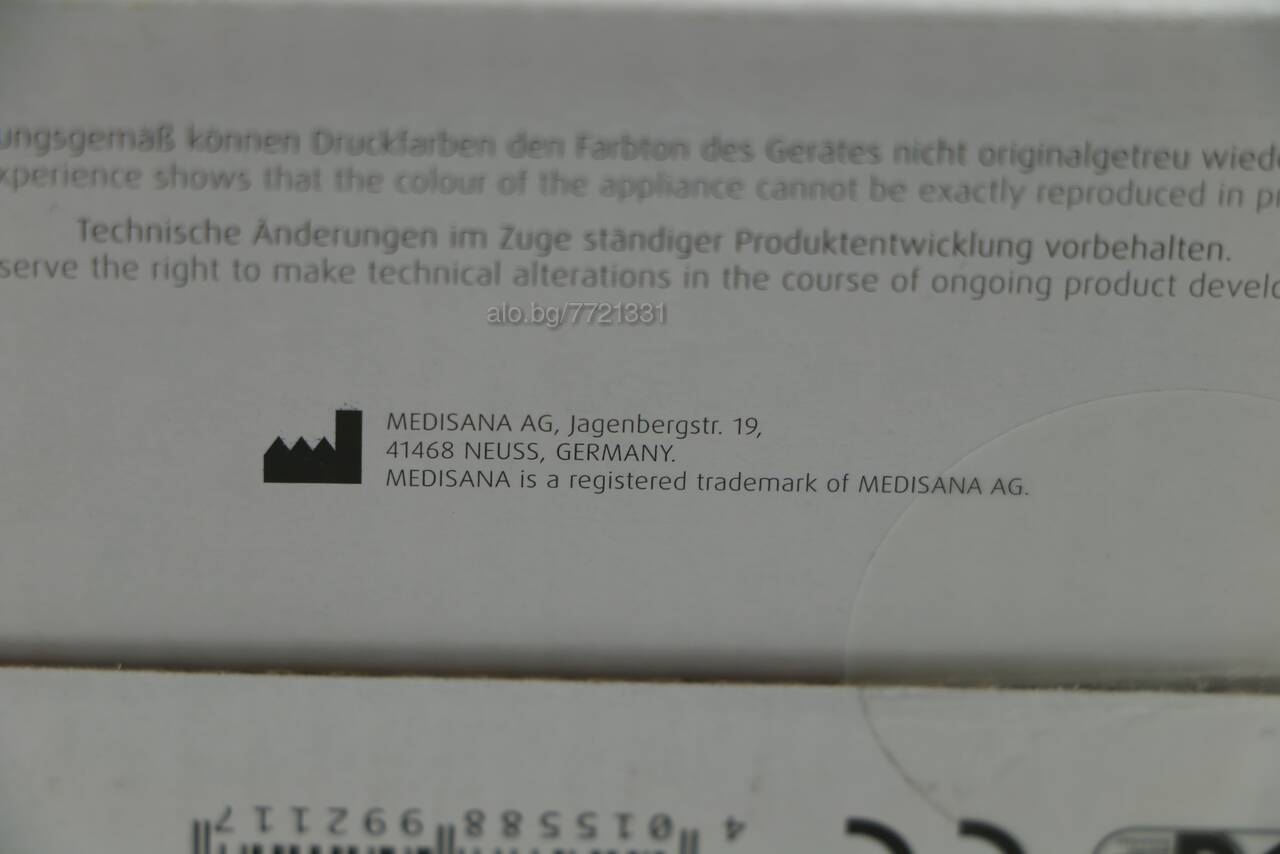 ungsgemäß können Druckfarben den Farbton des Gerätes nicht originalgetreu wiede
xperience shows that the colour of the appliance cannot be exactly reproduced in pr
Technische Änderungen im Zuge ständiger Produktentwicklung vorbehalten.
serve the right to make technical alterations in the course of ongoing product develo
alo.bg/7721331
MEDISANA AG, Jagenbergstr. 19,
41468 NEUSS, GERMANY.
MEDISANA is a registered trademark of MEDISANA AG.
4 015588 992117